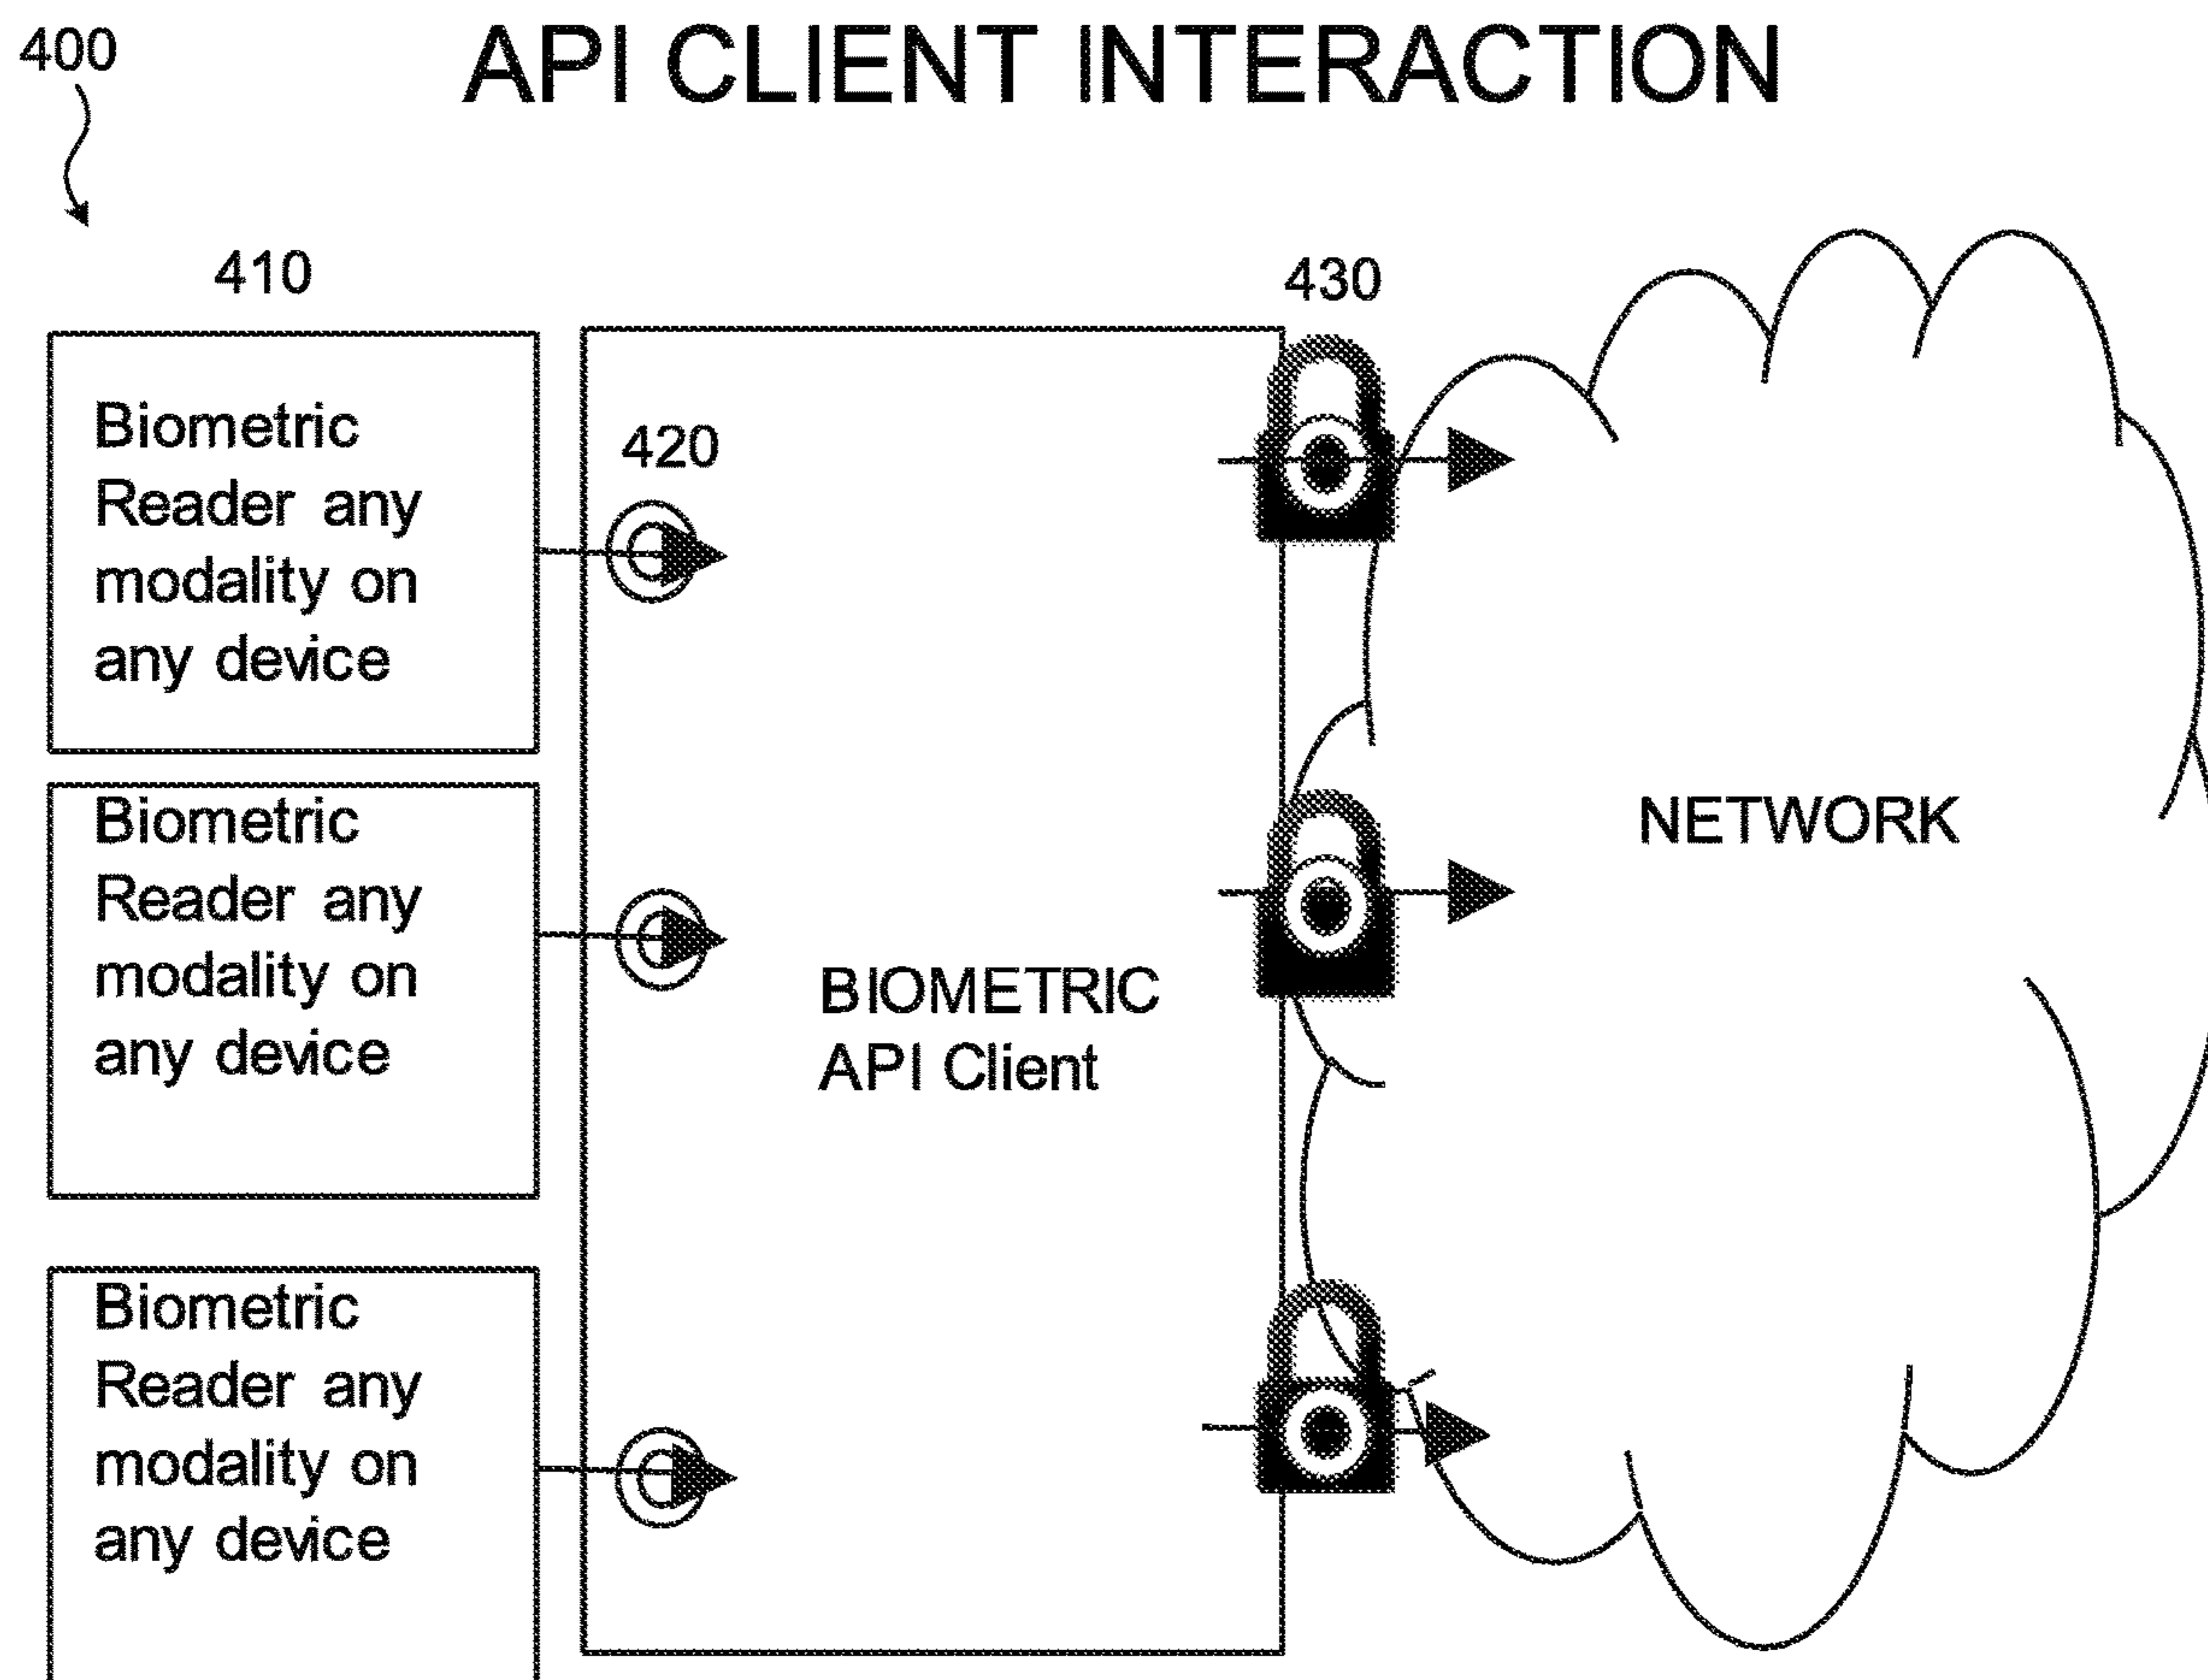 400
API CLIENT INTERACTION
410
430
Biometric
Reader any
modality on
any device
420
Biometric
Reader any
modality on
any device
BIOMETRIC
API Client
NETWORK
Biometric
Reader any
modality on
any device